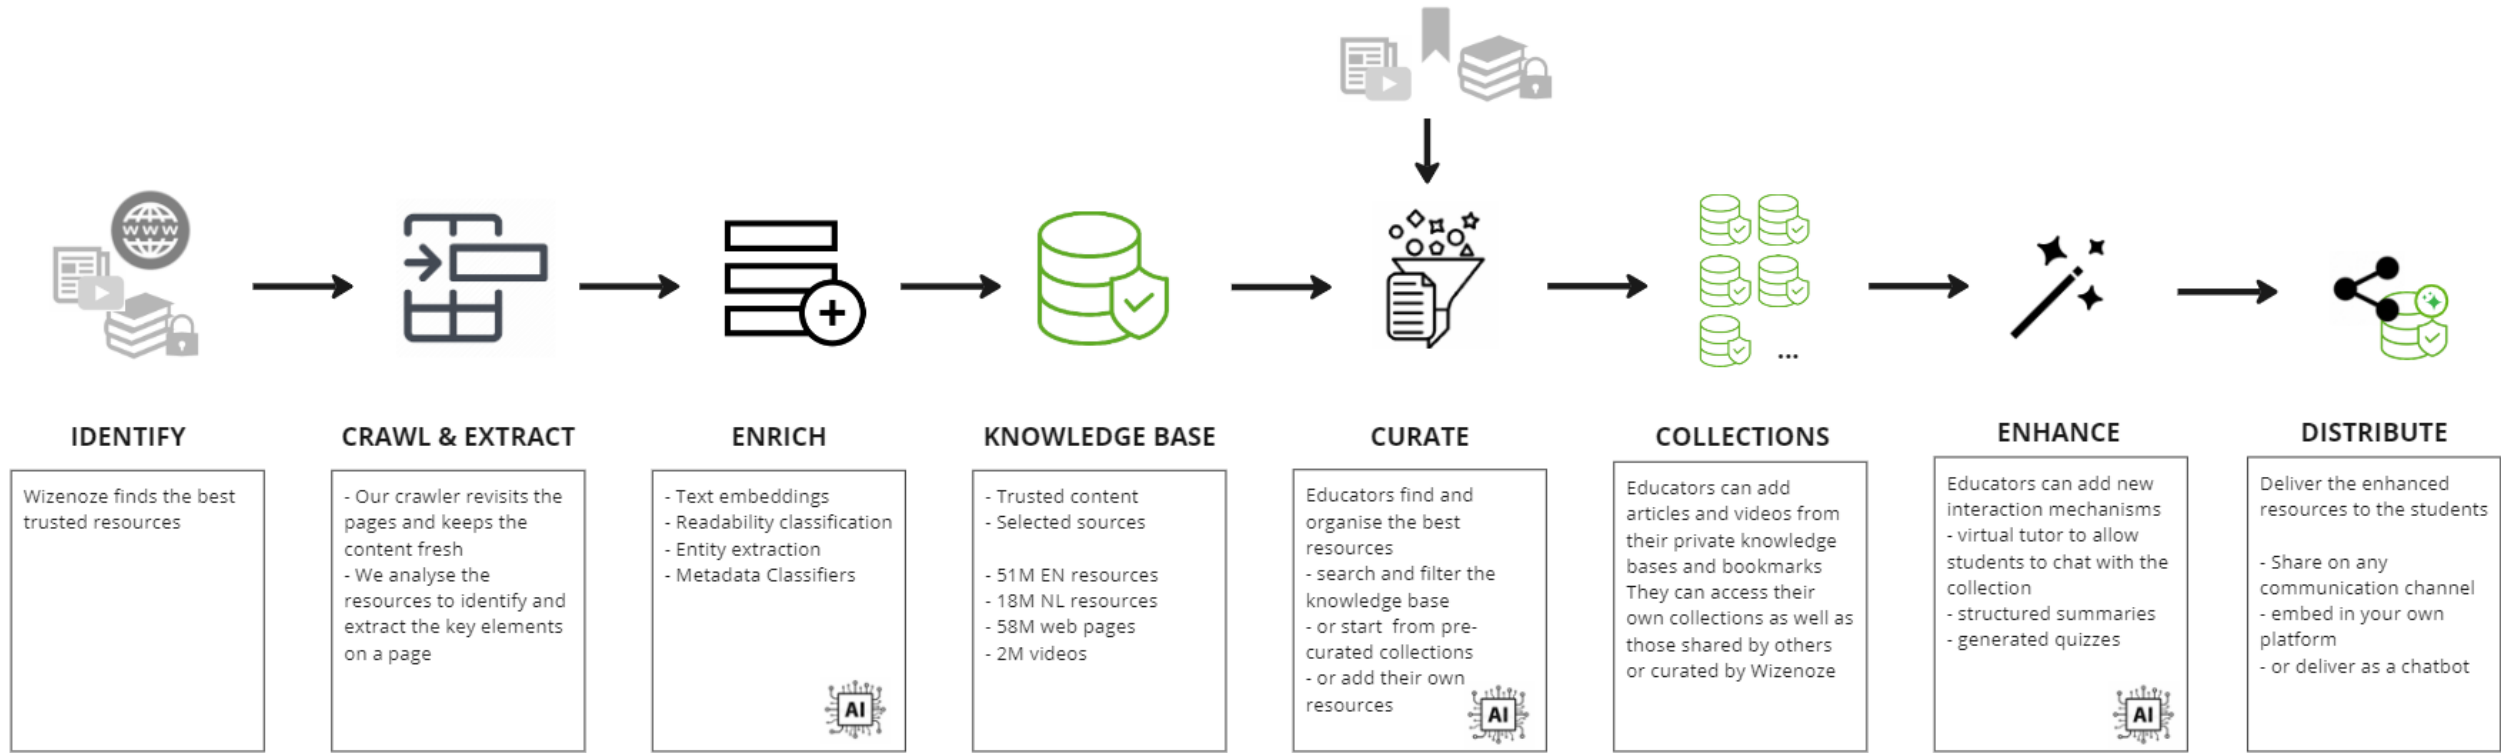 WWW
IDENTIFY
Wizenoze finds the best
trusted resources
CRAWL & EXTRACT
- Our crawler revisits the
pages and keeps the
content fresh
- We analyse the
resources to identify and
extract the key elements
on a page
ENRICH
- Text embeddings
- Readability classification
- Entity extraction
- Metadata Classifiers
AI
KNOWLEDGE BASE
- Trusted content
- Selected sources
- 51M EN resources
- 18M NL resources
- 58M web pages
- 2M videos
CURATE
Educators find and
organise the best
resources
- search and filter the
knowledge base
- or start from pre-
curated collections
- or add their own
resources
AI
COLLECTIONS
Educators can add
articles and videos from
their private knowledge
bases and bookmarks
They can access their
own collections as well as
those shared by others
or curated by Wizenoze
...
ENHANCE
Educators can add new
interaction mechanisms
- virtual tutor to allow
students to chat with the
collection
- structured summaries
- generated quizzes
AI
DISTRIBUTE
Deliver the enhanced
resources to the students
- Share on any
communication channel
- embed in your own
platform
- or deliver as a chatbot